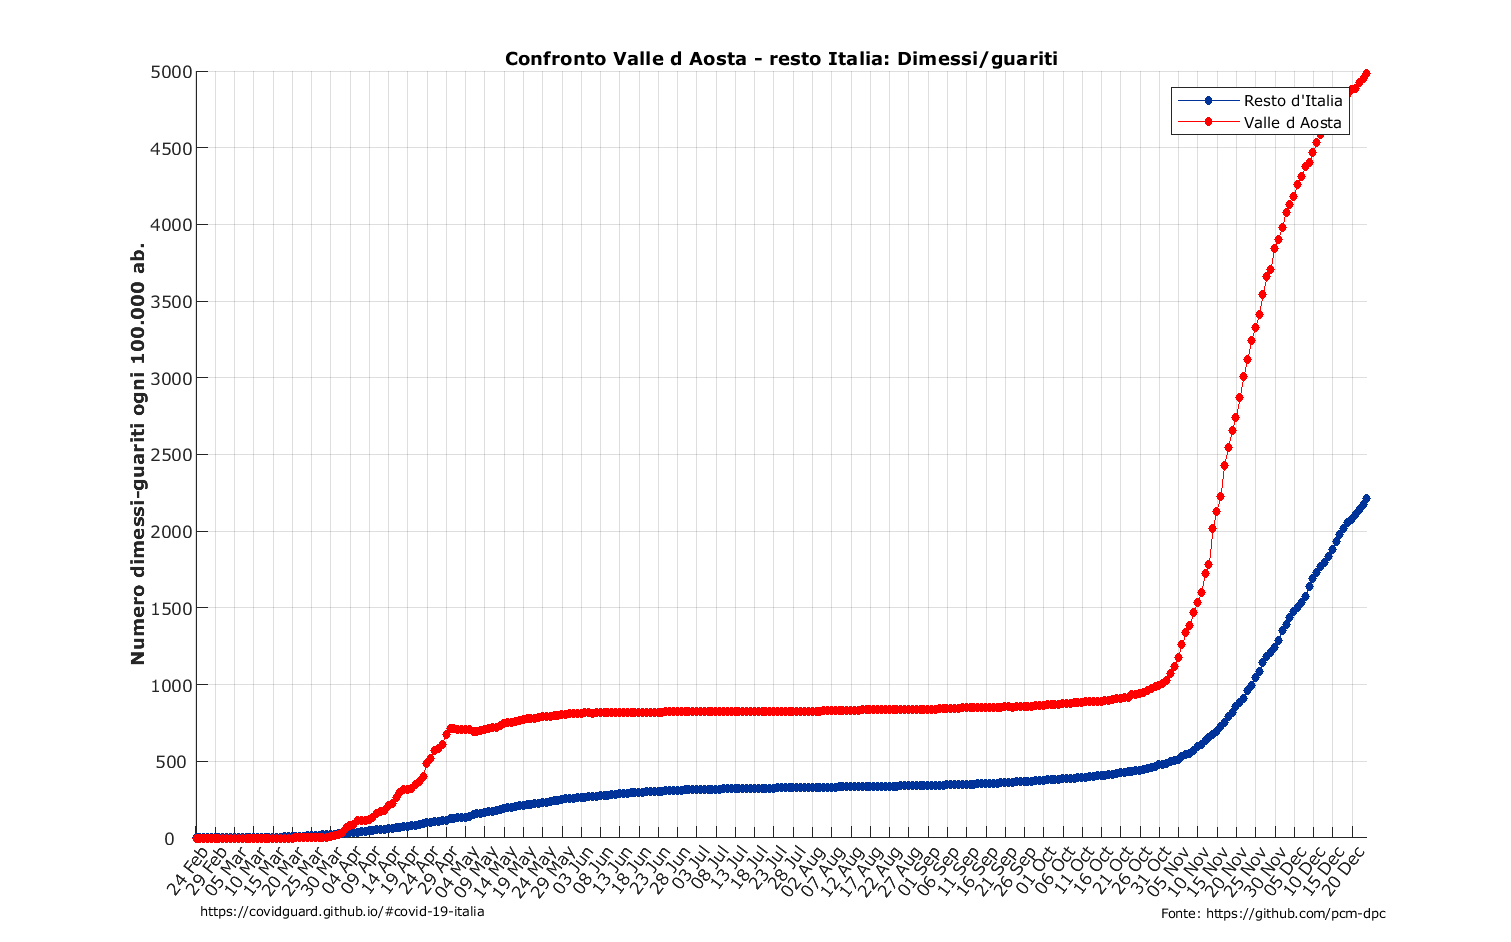 Confronto Valle d Aosta - resto Italia: Dimessi/guariti
Resto d'Italia
Valle d Aosta
Numero dimessi-guariti ogni 100.000 ab.
5000
4500
4000
3500
3000
2500
2000
1500
1000
500
0
24 Feb
29 Feb
05 Mar
10 Mar
15 Mar
20 Mar
25 Mar
30 Mar
04 Apr
09 Apr
14 Apr
19 Apr
24 Apr
29 Apr
04 May
09 May
14 May
19 May
24 May
29 May
03 Jun
08 Jun
13 Jun
18 Jun
23 Jun
28 Jun
03 Jul
08 Jul
13 Jul
18 Jul
23 Jul
28 Jul
02 Aug
07 Aug
12 Aug
17 Aug
22 Aug
27 Aug
01 Sep
06 Sep
11 Sep
16 Sep
21 Sep
26 Sep
01 Oct
06 Oct
11 Oct
16 Oct
21 Oct
26 Oct
31 Oct
05 Nov
10 Nov
15 Nov
20 Nov
25 Nov
30 Nov
05 Dec
10 Dec
15 Dec
20 Dec
https://covidguard.github.io/#covid-19-italia
Fonte: https://github.com/pcm-dpc